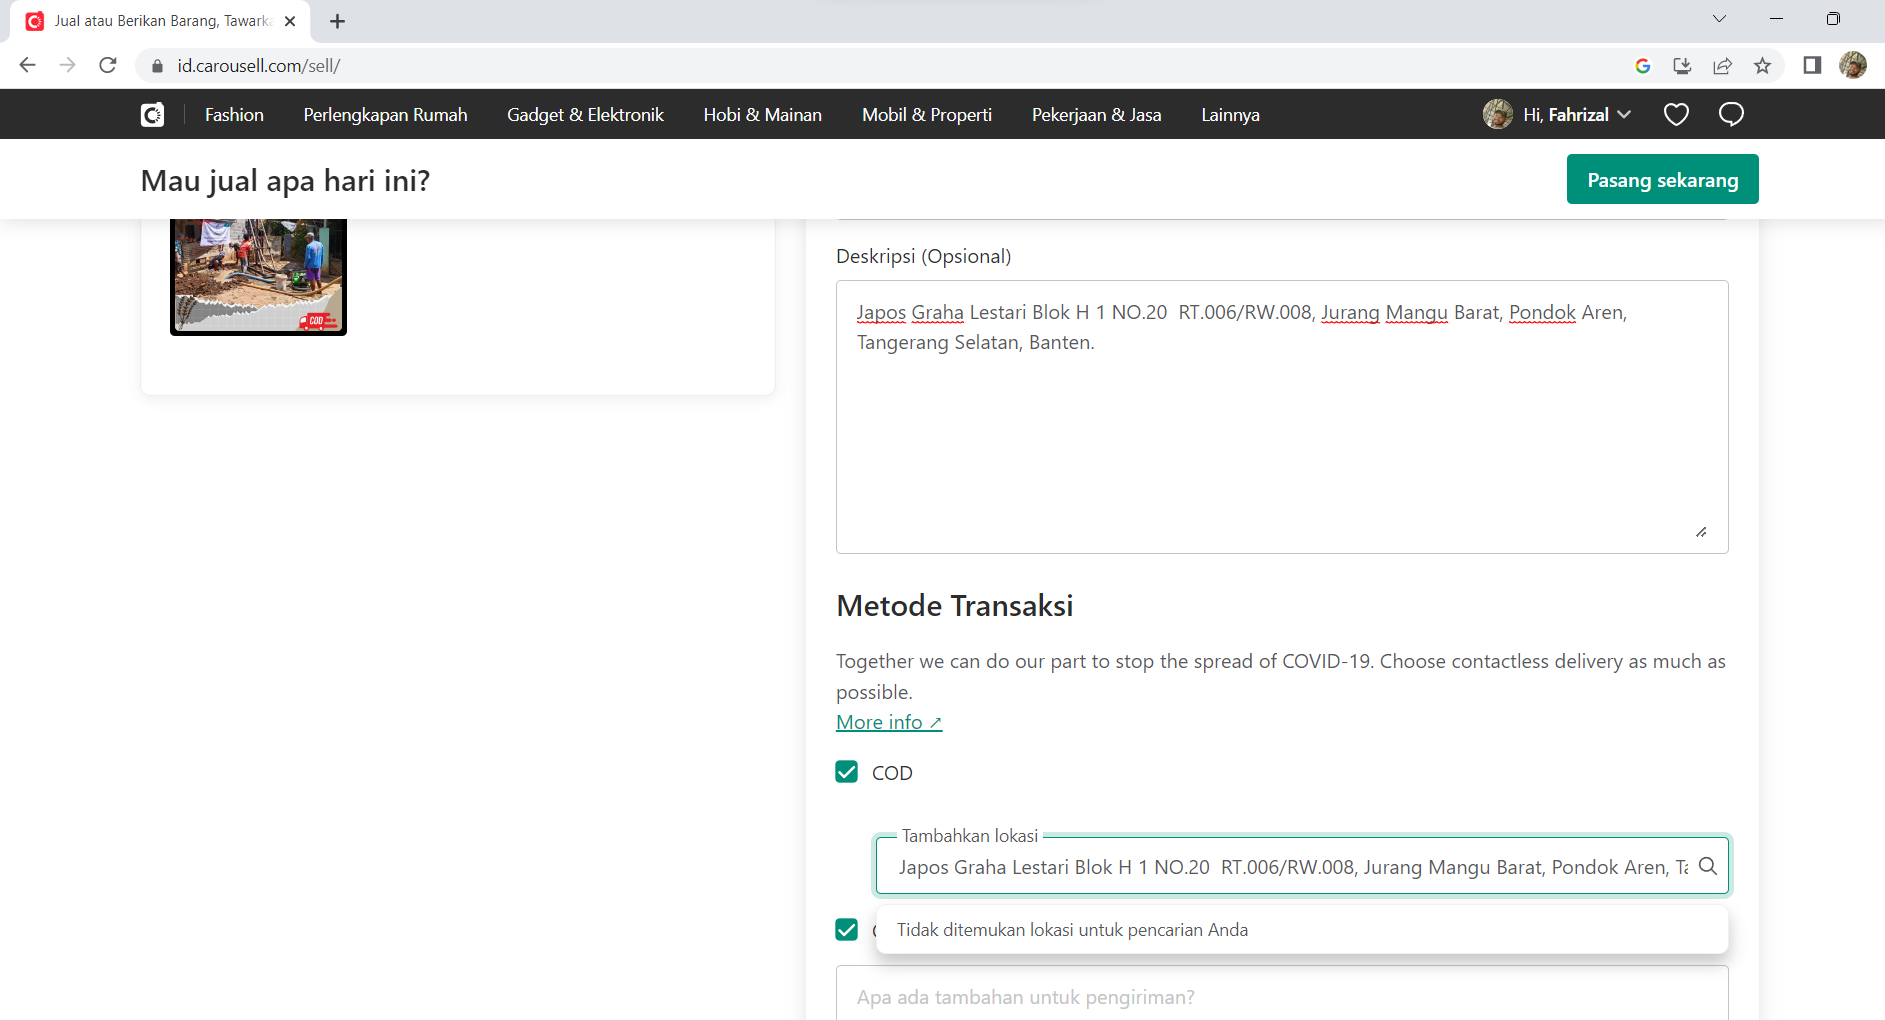 Jual atau Berikan Barang, Tawarka
id.carousell.com/sell/
Fashion Perlengkapan Rumah Gadget & Elektronik Hobi & Mainan Mobil & Properti Pekerjaan & Jasa Lainnya Hi, Fahrizal
Mau jual apa hari ini?
Pasang sekarang
COD
Deskripsi (Opsional)
Japos Graha Lestari Blok H 1 NO.20  RT.006/RW.008, Jurang Mangu Barat, Pondok Aren,
Tangerang Selatan, Banten.
Metode Transaksi
Together we can do our part to stop the spread of COVID-19. Choose contactless delivery as much as
possible.
More info ↗
COD
Tambahkan lokasi
Japos Graha Lestari Blok H 1 NO.20  RT.006/RW.008, Jurang Mangu Barat, Pondok Aren, Ta
Tidak ditemukan lokasi untuk pencarian Anda
Apa ada tambahan untuk pengiriman?